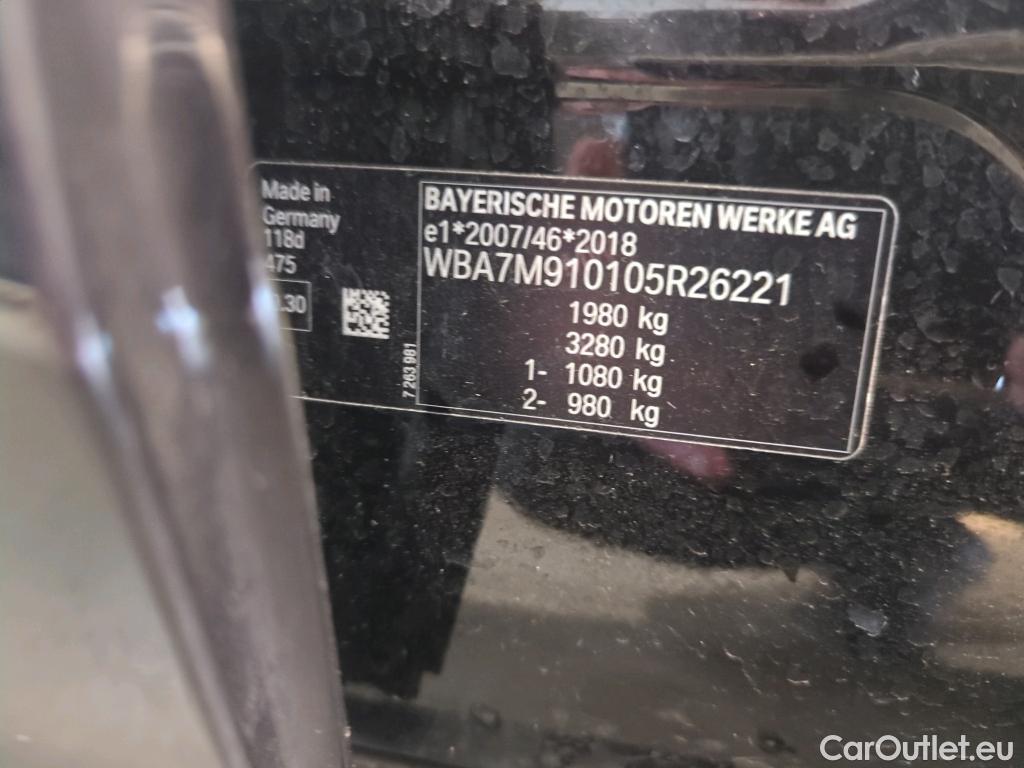 Made in
Germany
118d
475
.30
7 263 981
BAYERISCHE MOTOREN WERKE AG
e1*2007/46*2018
WBA7M910105R26221
1980 kg
3280 kg
1- 1080 kg
2- 980 kg
CarOutlet.eu